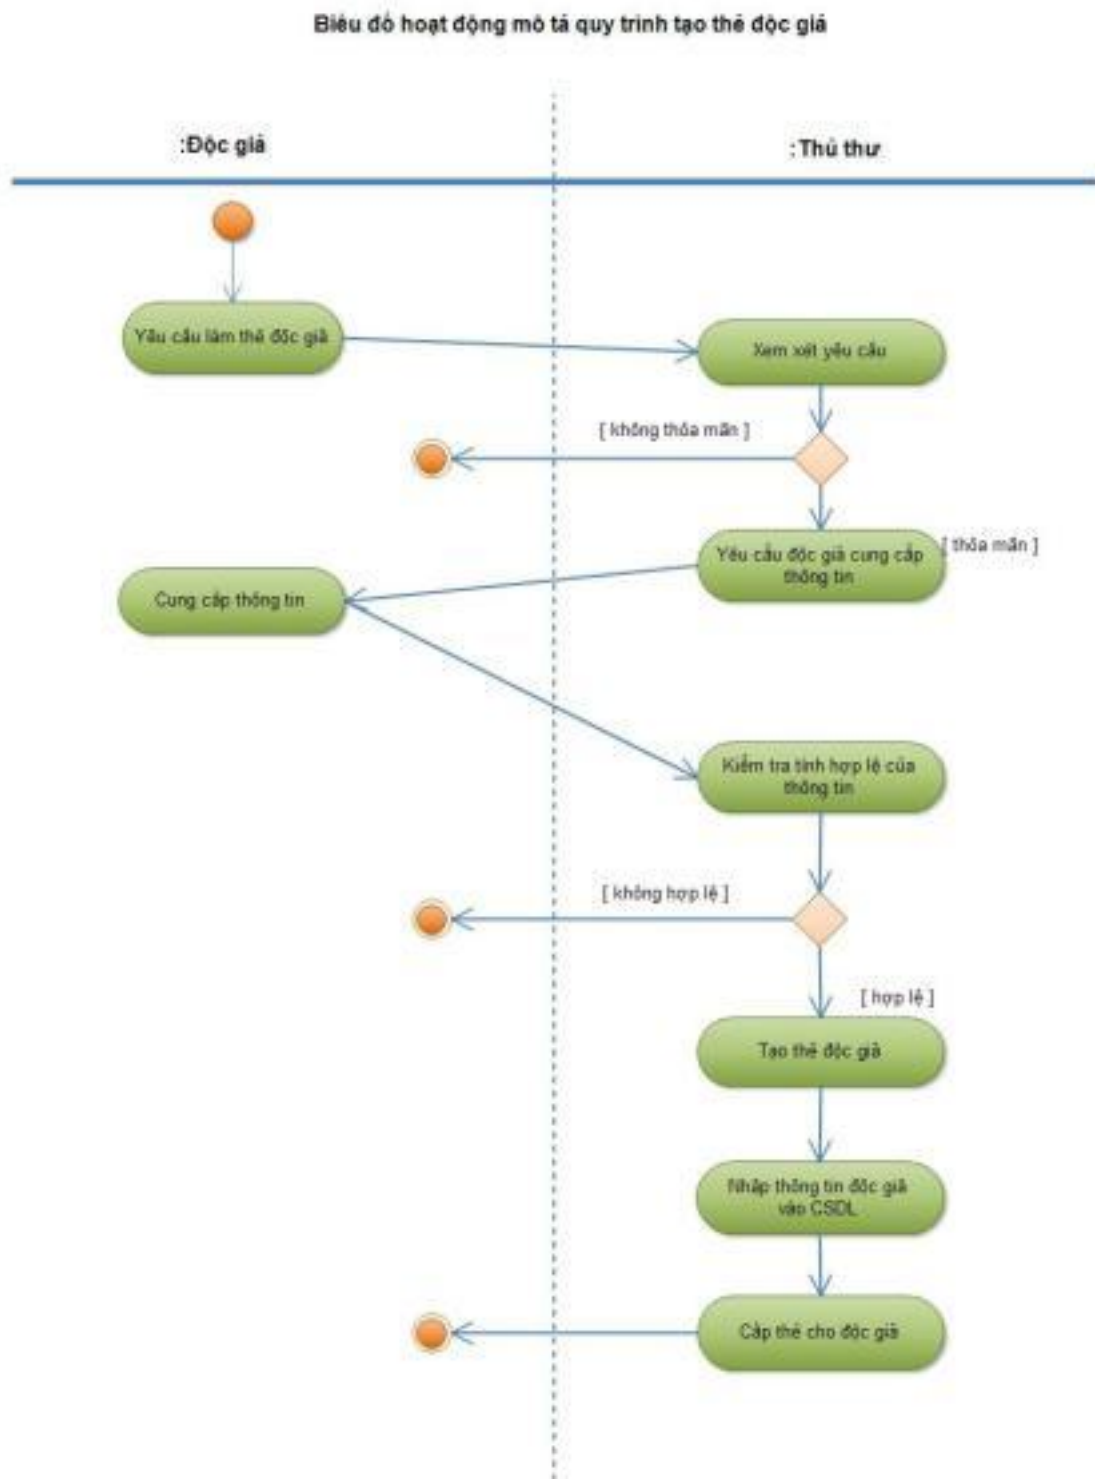 Biểu đồ hoạt động mô tả quy trình tạo thẻ độc giả
:Độc giả
:Thủ thư
Yêu cầu làm thẻ độc giả
Xem xét yêu cầu
[ không thỏa mãn ]
Yêu cầu độc giả cung cấp
thông tin
[ thỏa mãn ]
Cung cấp thông tin
Kiểm tra tính hợp lệ của
thông tin
[ không hợp lệ ]
[ hợp lệ ]
Tạo thẻ độc giả
Nhập thông tin độc giả
vào CSDL
Cấp thẻ cho độc giả